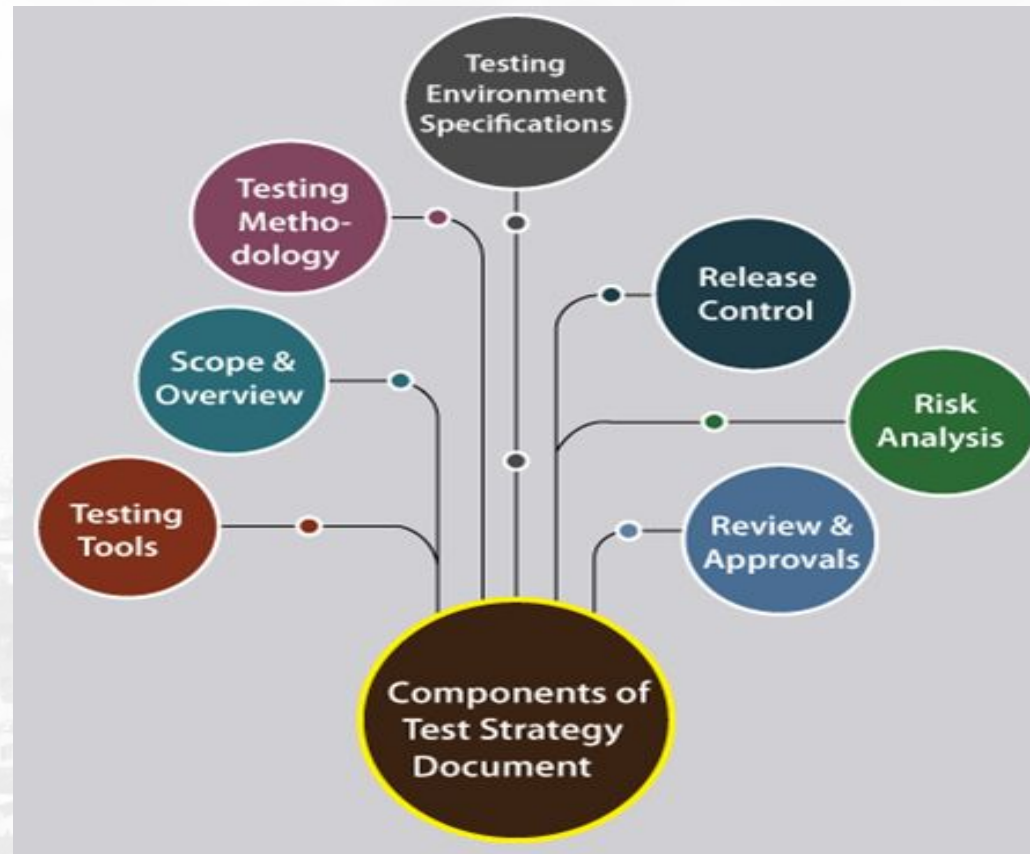 Testing
Environment
Specifications
Testing
Metho-
dology
Release
Control
Scope &
Overview
Risk
Analysis
Testing
Tools
Review &
Approvals
Components of
Test Strategy
Document